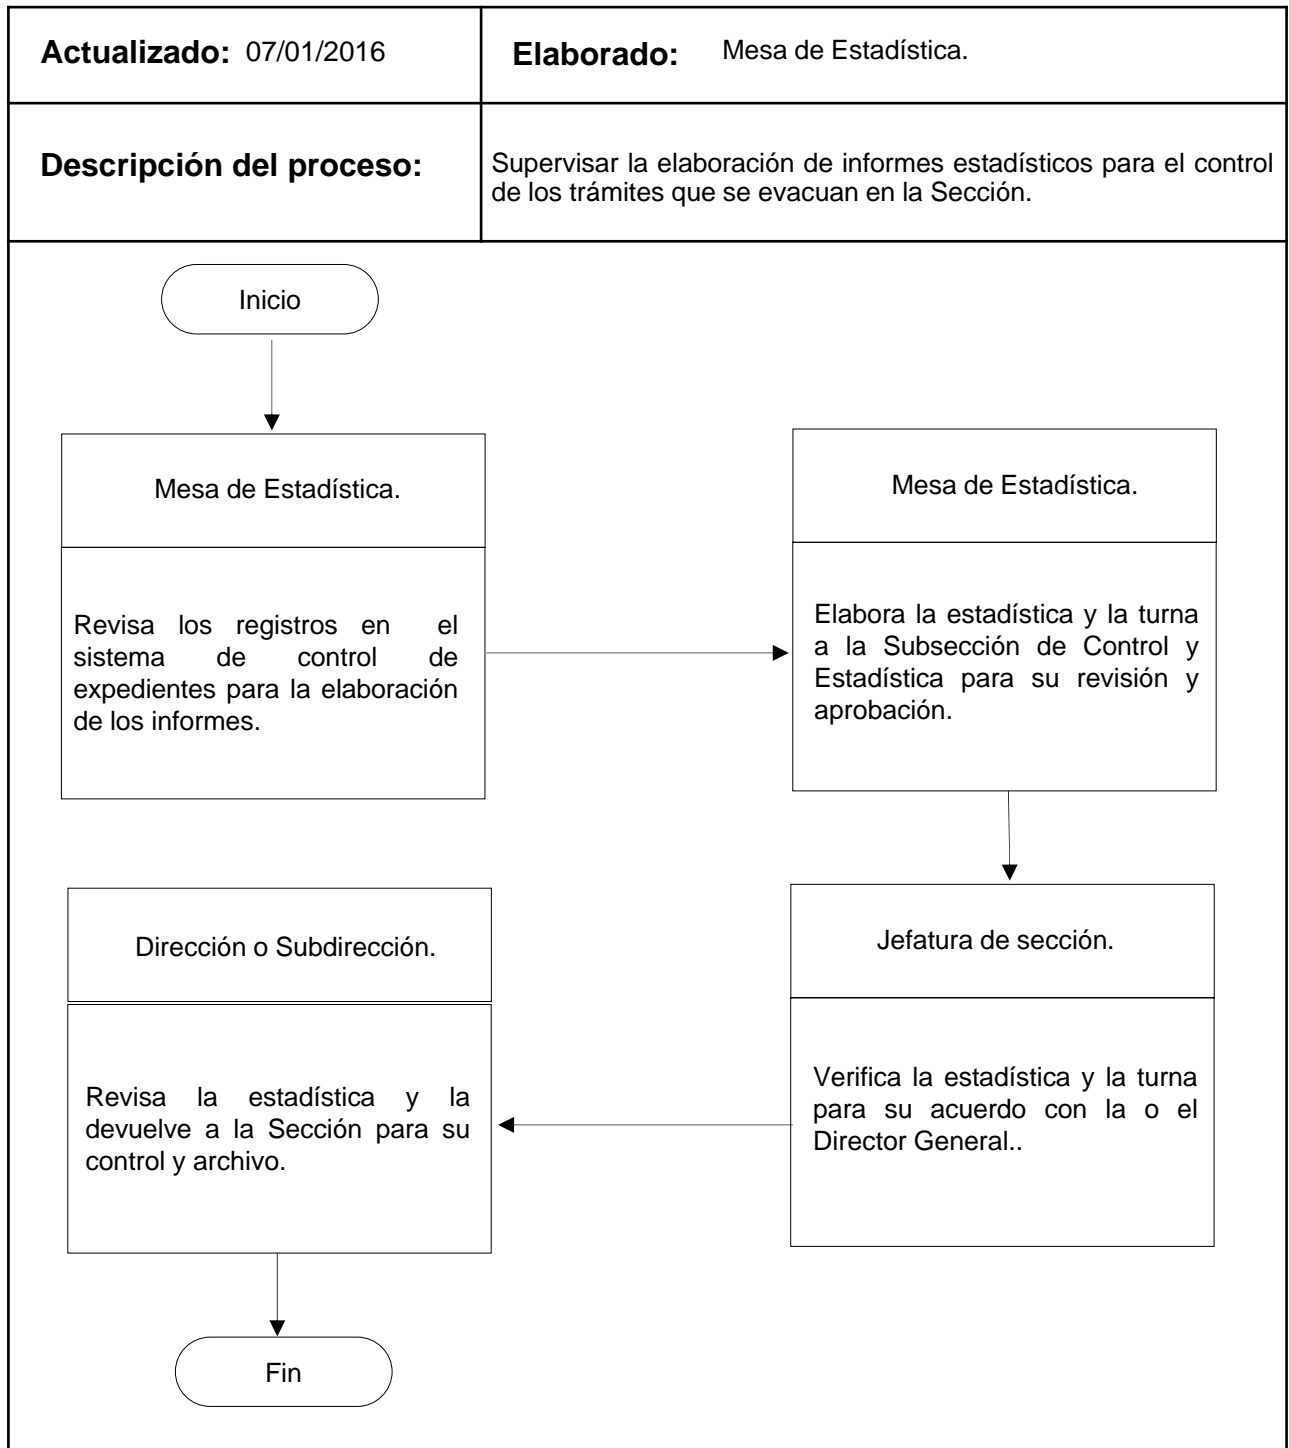 Actualizado: 07/01/2016
Elaborado: Mesa de Estadística.
Descripción del proceso:
Supervisar la elaboración de informes estadísticos para el control
de los trámites que se evacuan en la Sección.
Inicio
Mesa de Estadística.
Revisa los registros en el
sistema de control de
expedientes para la elaboración
de los informes.
Mesa de Estadística.
Elabora la estadística y la turna
a la Subsección de Control y
Estadística para su revisión y
aprobación.
Jefatura de sección.
Verifica la estadística y la turna
para su acuerdo con la o el
Director General..
Dirección o Subdirección.
Revisa la estadística y la
devuelve a la Sección para su
control y archivo.
Fin